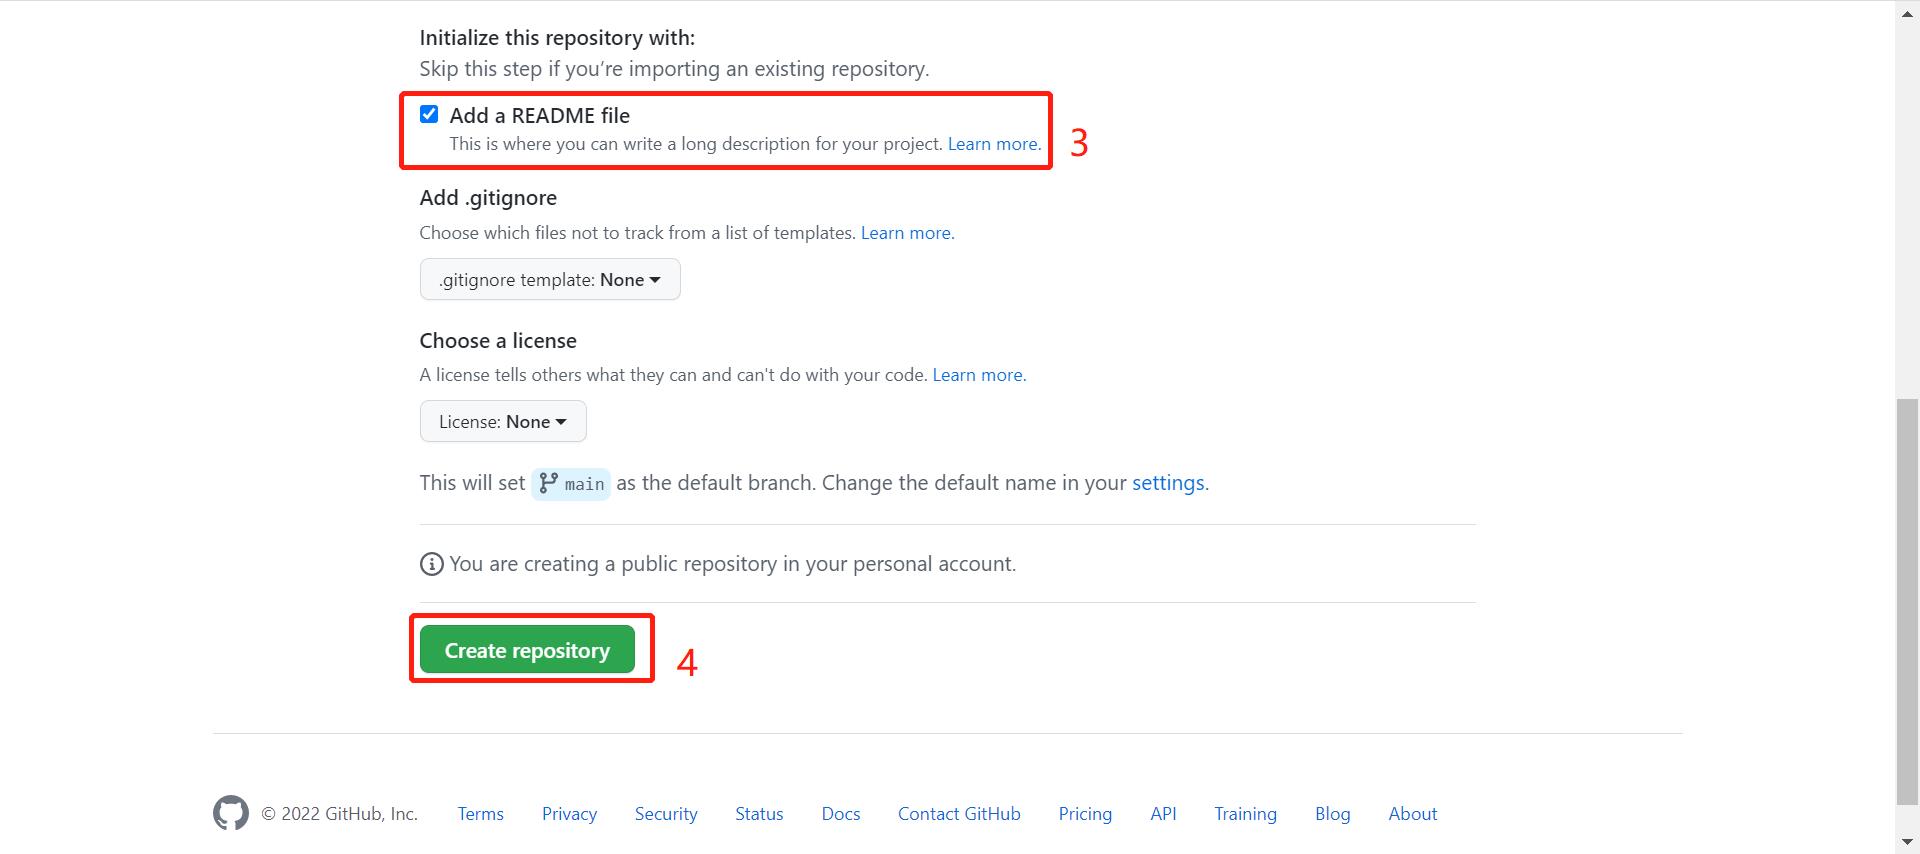 Initialize this repository with:
Skip this step if you’re importing an existing repository.
Add a README file
This is where you can write a long description for your project. Learn more.
3
Add .gitignore
Choose which files not to track from a list of templates. Learn more.
.gitignore template: None
Choose a license
A license tells others what they can and can't do with your code. Learn more.
License: None
This will set main as the default branch. Change the default name in your settings.
You are creating a public repository in your personal account.
Create repository
4
© 2022 GitHub, Inc. Terms Privacy Security Status Docs Contact GitHub Pricing API Training Blog About